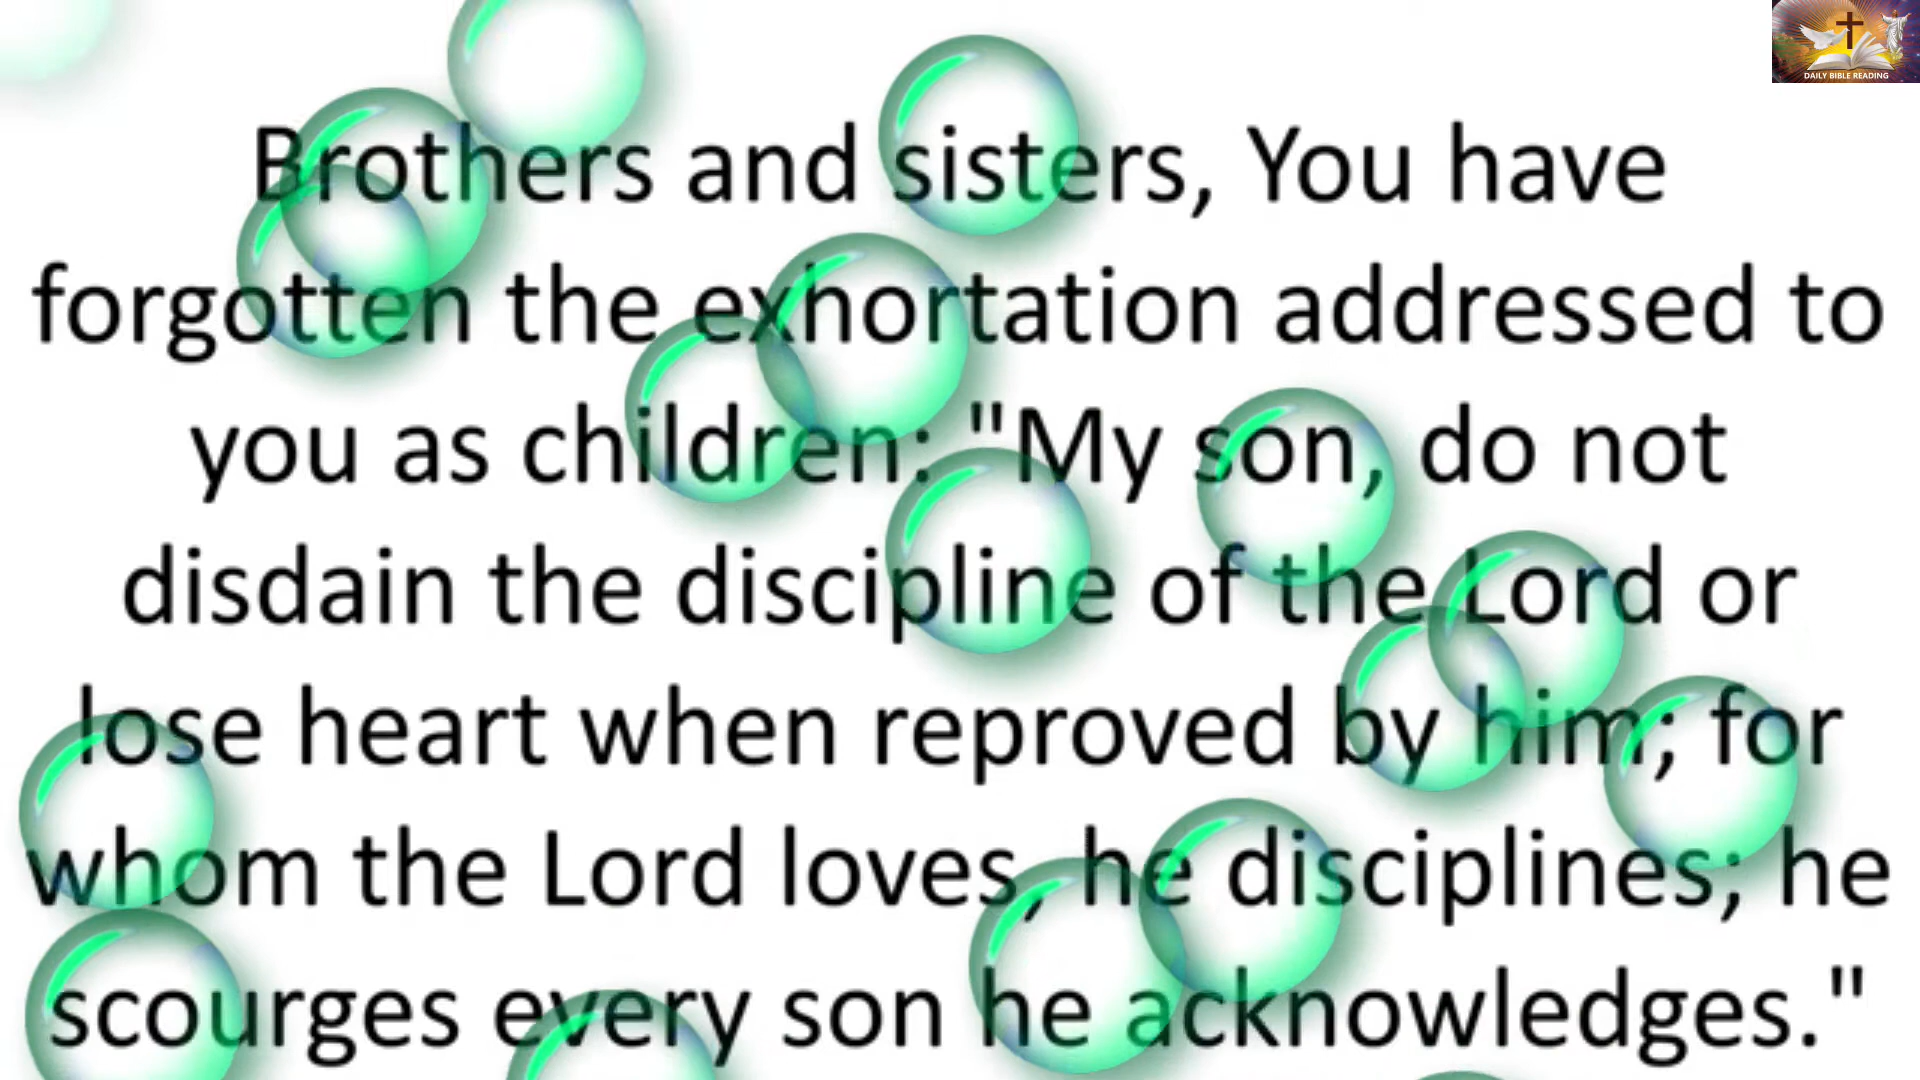 DAILY BIBLE READING
Brothers and sisters, You have
forgotten the exhortation addressed to
you as children: "My son, do not
disdain the discipline of the Lord or
lose heart when reproved by him; for
whom the Lord loves, he disciplines; he
scourges every son he acknowledges."